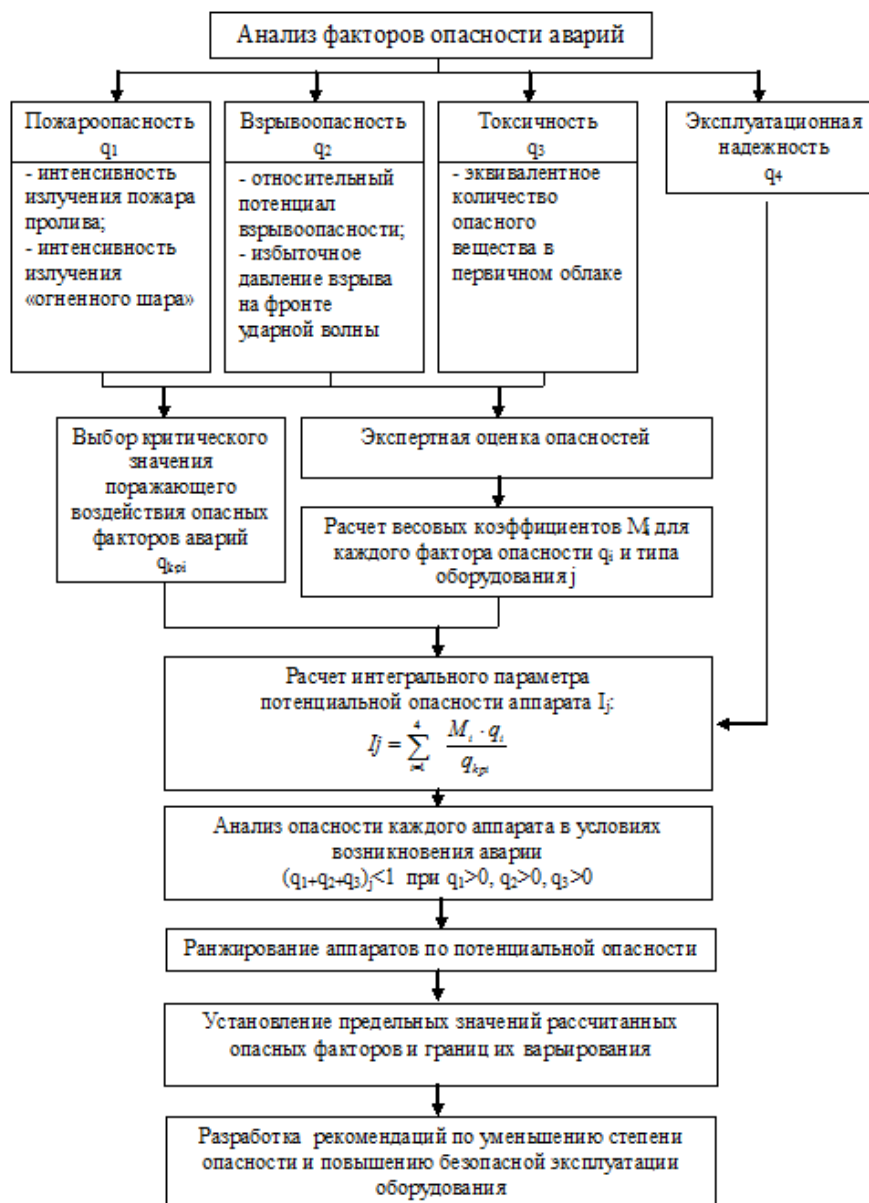 Анализ факторов опасности аварий
Пожароопасность
q1
- интенсивность
излучения пожара
пролива;
- интенсивность
излучения
«огненного шара»
Взрывоопасность
q2
- относительный
потенциал
взрывоопасности;
- избыточное
давление взрыва
на фронте
ударной волны
Токсичность
q3
- эквивалентное
количество
опасного
вещества в
первичном облаке
Эксплуатационная
надежность
q4
Выбор критического
значения
поражающего
воздействия опасных
факторов аварий
qkpi
Экспертная оценка опасностей
Расчет весовых коэффициентов Mi для
каждого фактора опасности qi и типа
оборудования j
Расчет интегрального параметра
потенциальной опасности аппарата Ij:
Ij = ∑ (i=1..4) Mi · qi / qkpi
Анализ опасности каждого аппарата в условиях
возникновения аварии
(q1+q2+q3)j<1 при q1>0, q2>0, q3>0
Ранжирование аппаратов по потенциальной опасности
Установление предельных значений рассчитанных
опасных факторов и границ их варьирования
Разработка рекомендаций по уменьшению степени
опасности и повышению безопасной эксплуатации
оборудования